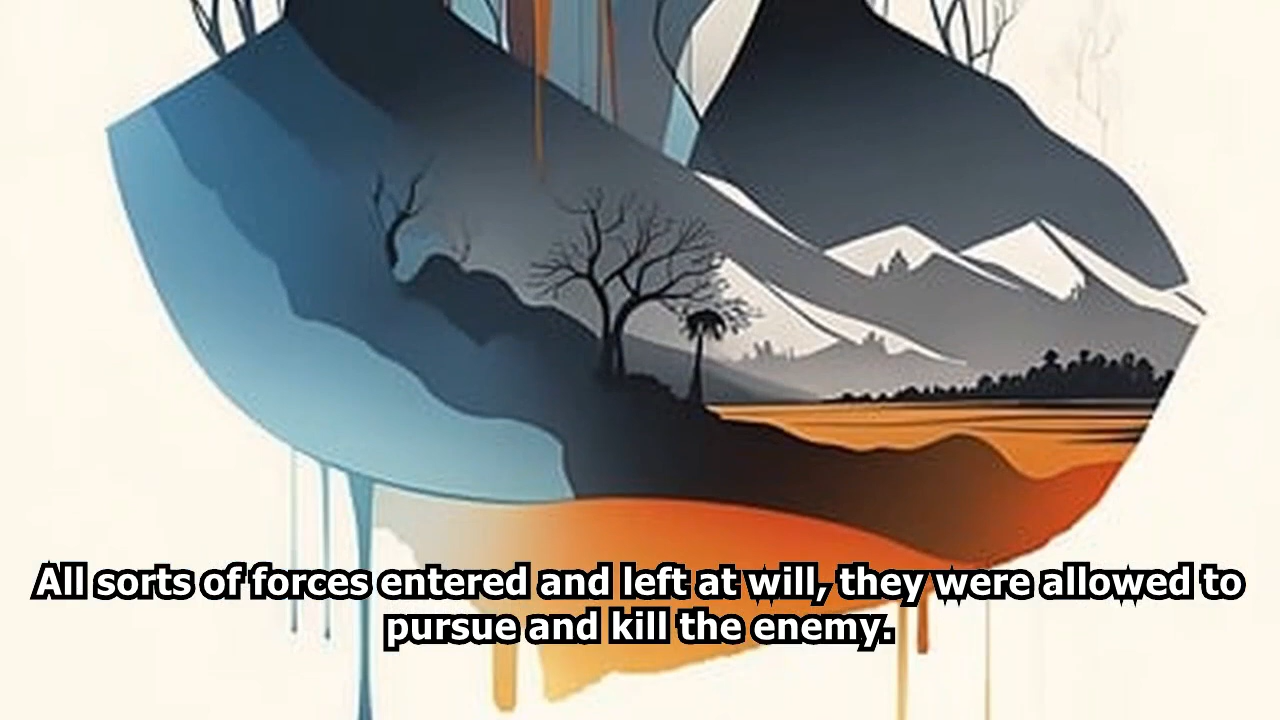 All sorts of forces entered and left at will, they were allowed to
pursue and kill the enemy.